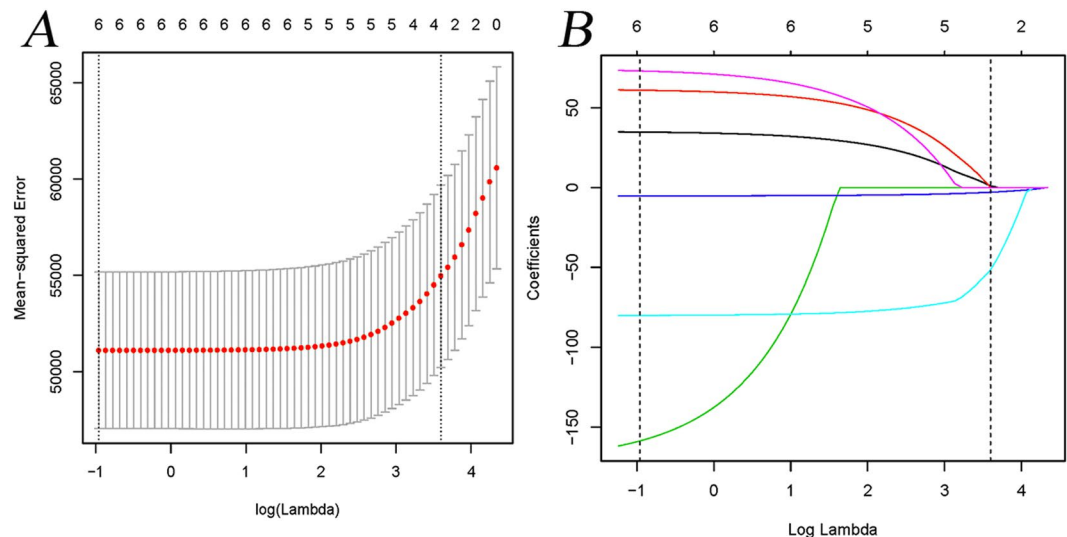 A
6 6 6 6 6 6 6 6 6 6 5 5 5 5 5 4 4 2 2 0
Mean-squared Error
65000
60000
55000
50000
−1 0 1 2 3 4
log(Lambda)
B
6 6 6 5 5 2
Coefficients
50
0
−50
−100
−150
−1 0 1 2 3 4
Log Lambda